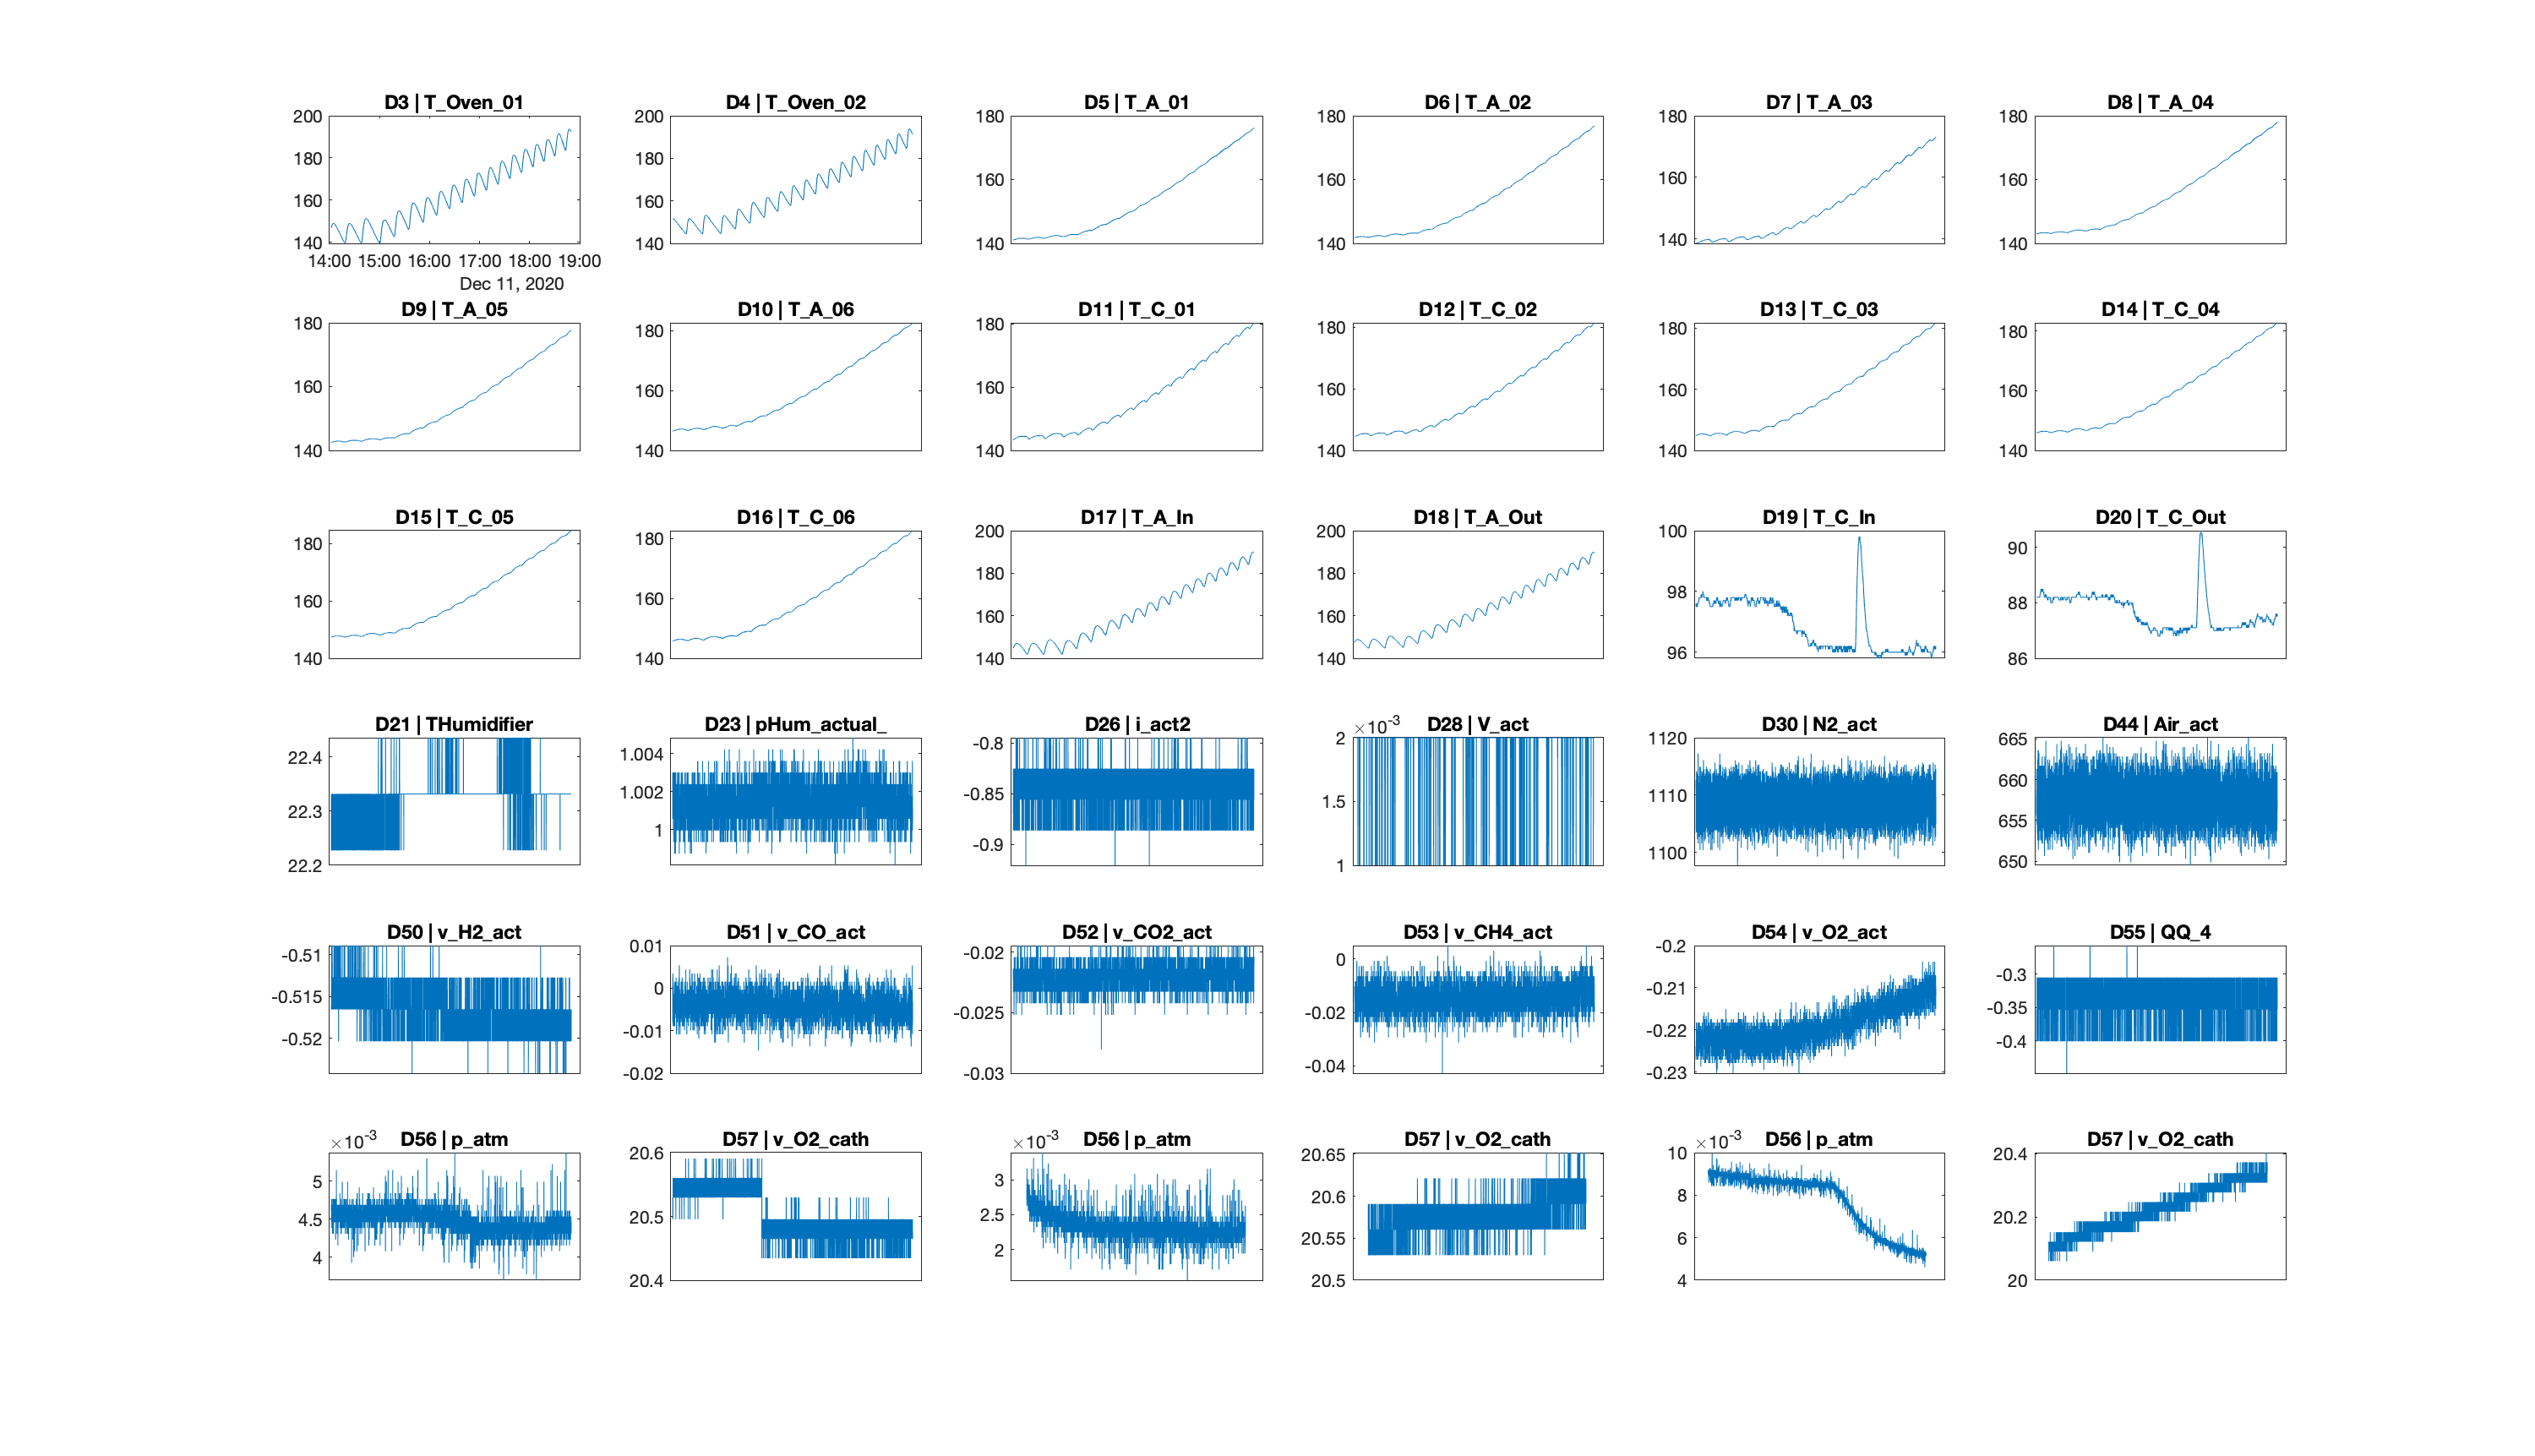 D3 | T_Oven_01 D4 | T_Oven_02 D5 | T_A_01 D6 | T_A_02 D7 | T_A_03 D8 | T_A_04
200 200 180 180 180 180
180 180 160 160 160 160
160 160
140 140 140 140 140 140
14:00 15:00 16:00 17:00 18:00 19:00
Dec 11, 2020
D9 | T_A_05 D10 | T_A_06 D11 | T_C_01 D12 | T_C_02 D13 | T_C_03 D14 | T_C_04
180 180 180 180 180 180
160 160 160 160 160 160
140 140 140 140 140 140
D15 | T_C_05 D16 | T_C_06 D17 | T_A_In D18 | T_A_Out D19 | T_C_In D20 | T_C_Out
180 180 200 200 100 90
160 160 180 180 98 88
160 160
140 140 140 140 96 86
D21 | THumidifier D23 | pHum_actual_ D26 | i_act2 ×10-3 D28 | V_act D30 | N2_act D44 | Air_act
22.4 1.004 -0.8 2 1120 665
22.3 1.002 -0.85 1.5 1110 660
22.2 1 -0.9 1 1100 655
650
D50 | v_H2_act D51 | v_CO_act D52 | v_CO2_act D53 | v_CH4_act D54 | v_O2_act D55 | QQ_4
-0.51 0.01 -0.02 0 -0.2 -0.3
-0.515 0 -0.025 -0.02 -0.21 -0.35
-0.52 -0.01 -0.03 -0.04 -0.22 -0.4
-0.02 -0.23
×10-3 D56 | p_atm D57 | v_O2_cath ×10-3 D56 | p_atm D57 | v_O2_cath ×10-3 D56 | p_atm D57 | v_O2_cath
5 20.6 3 20.65 10 20.4
4.5 20.5 2.5 20.6 8 20.2
4 20.4 2 20.55 6 20
20.5 4